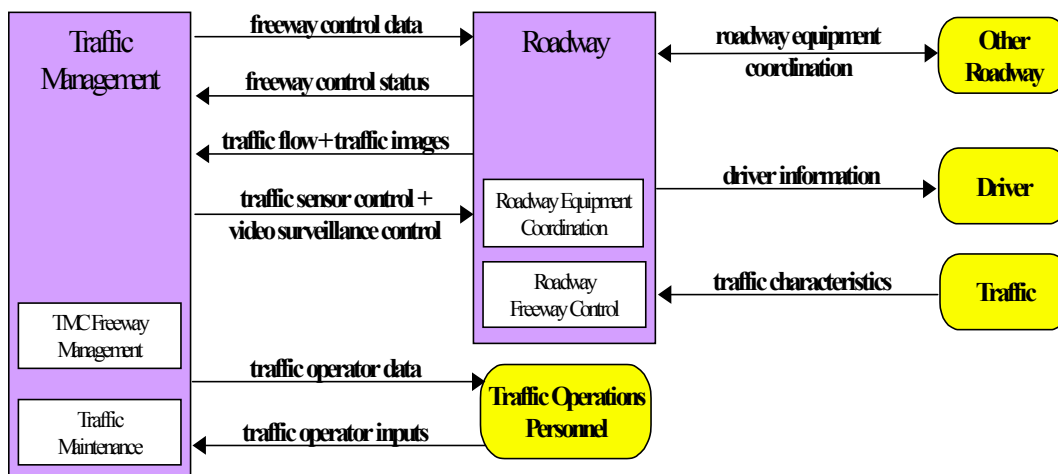 Traffic
Management
freeway control data
freeway control status
traffic flow + traffic images
traffic sensor control +
video surveillance control
TMC Freeway
Management
Traffic
Maintenance
traffic operator data
traffic operator inputs
Roadway
Roadway Equipment
Coordination
Roadway
Freeway Control
Traffic Operations
Personnel
roadway equipment
coordination
driver information
traffic characteristics
Other
Roadway
Driver
Traffic